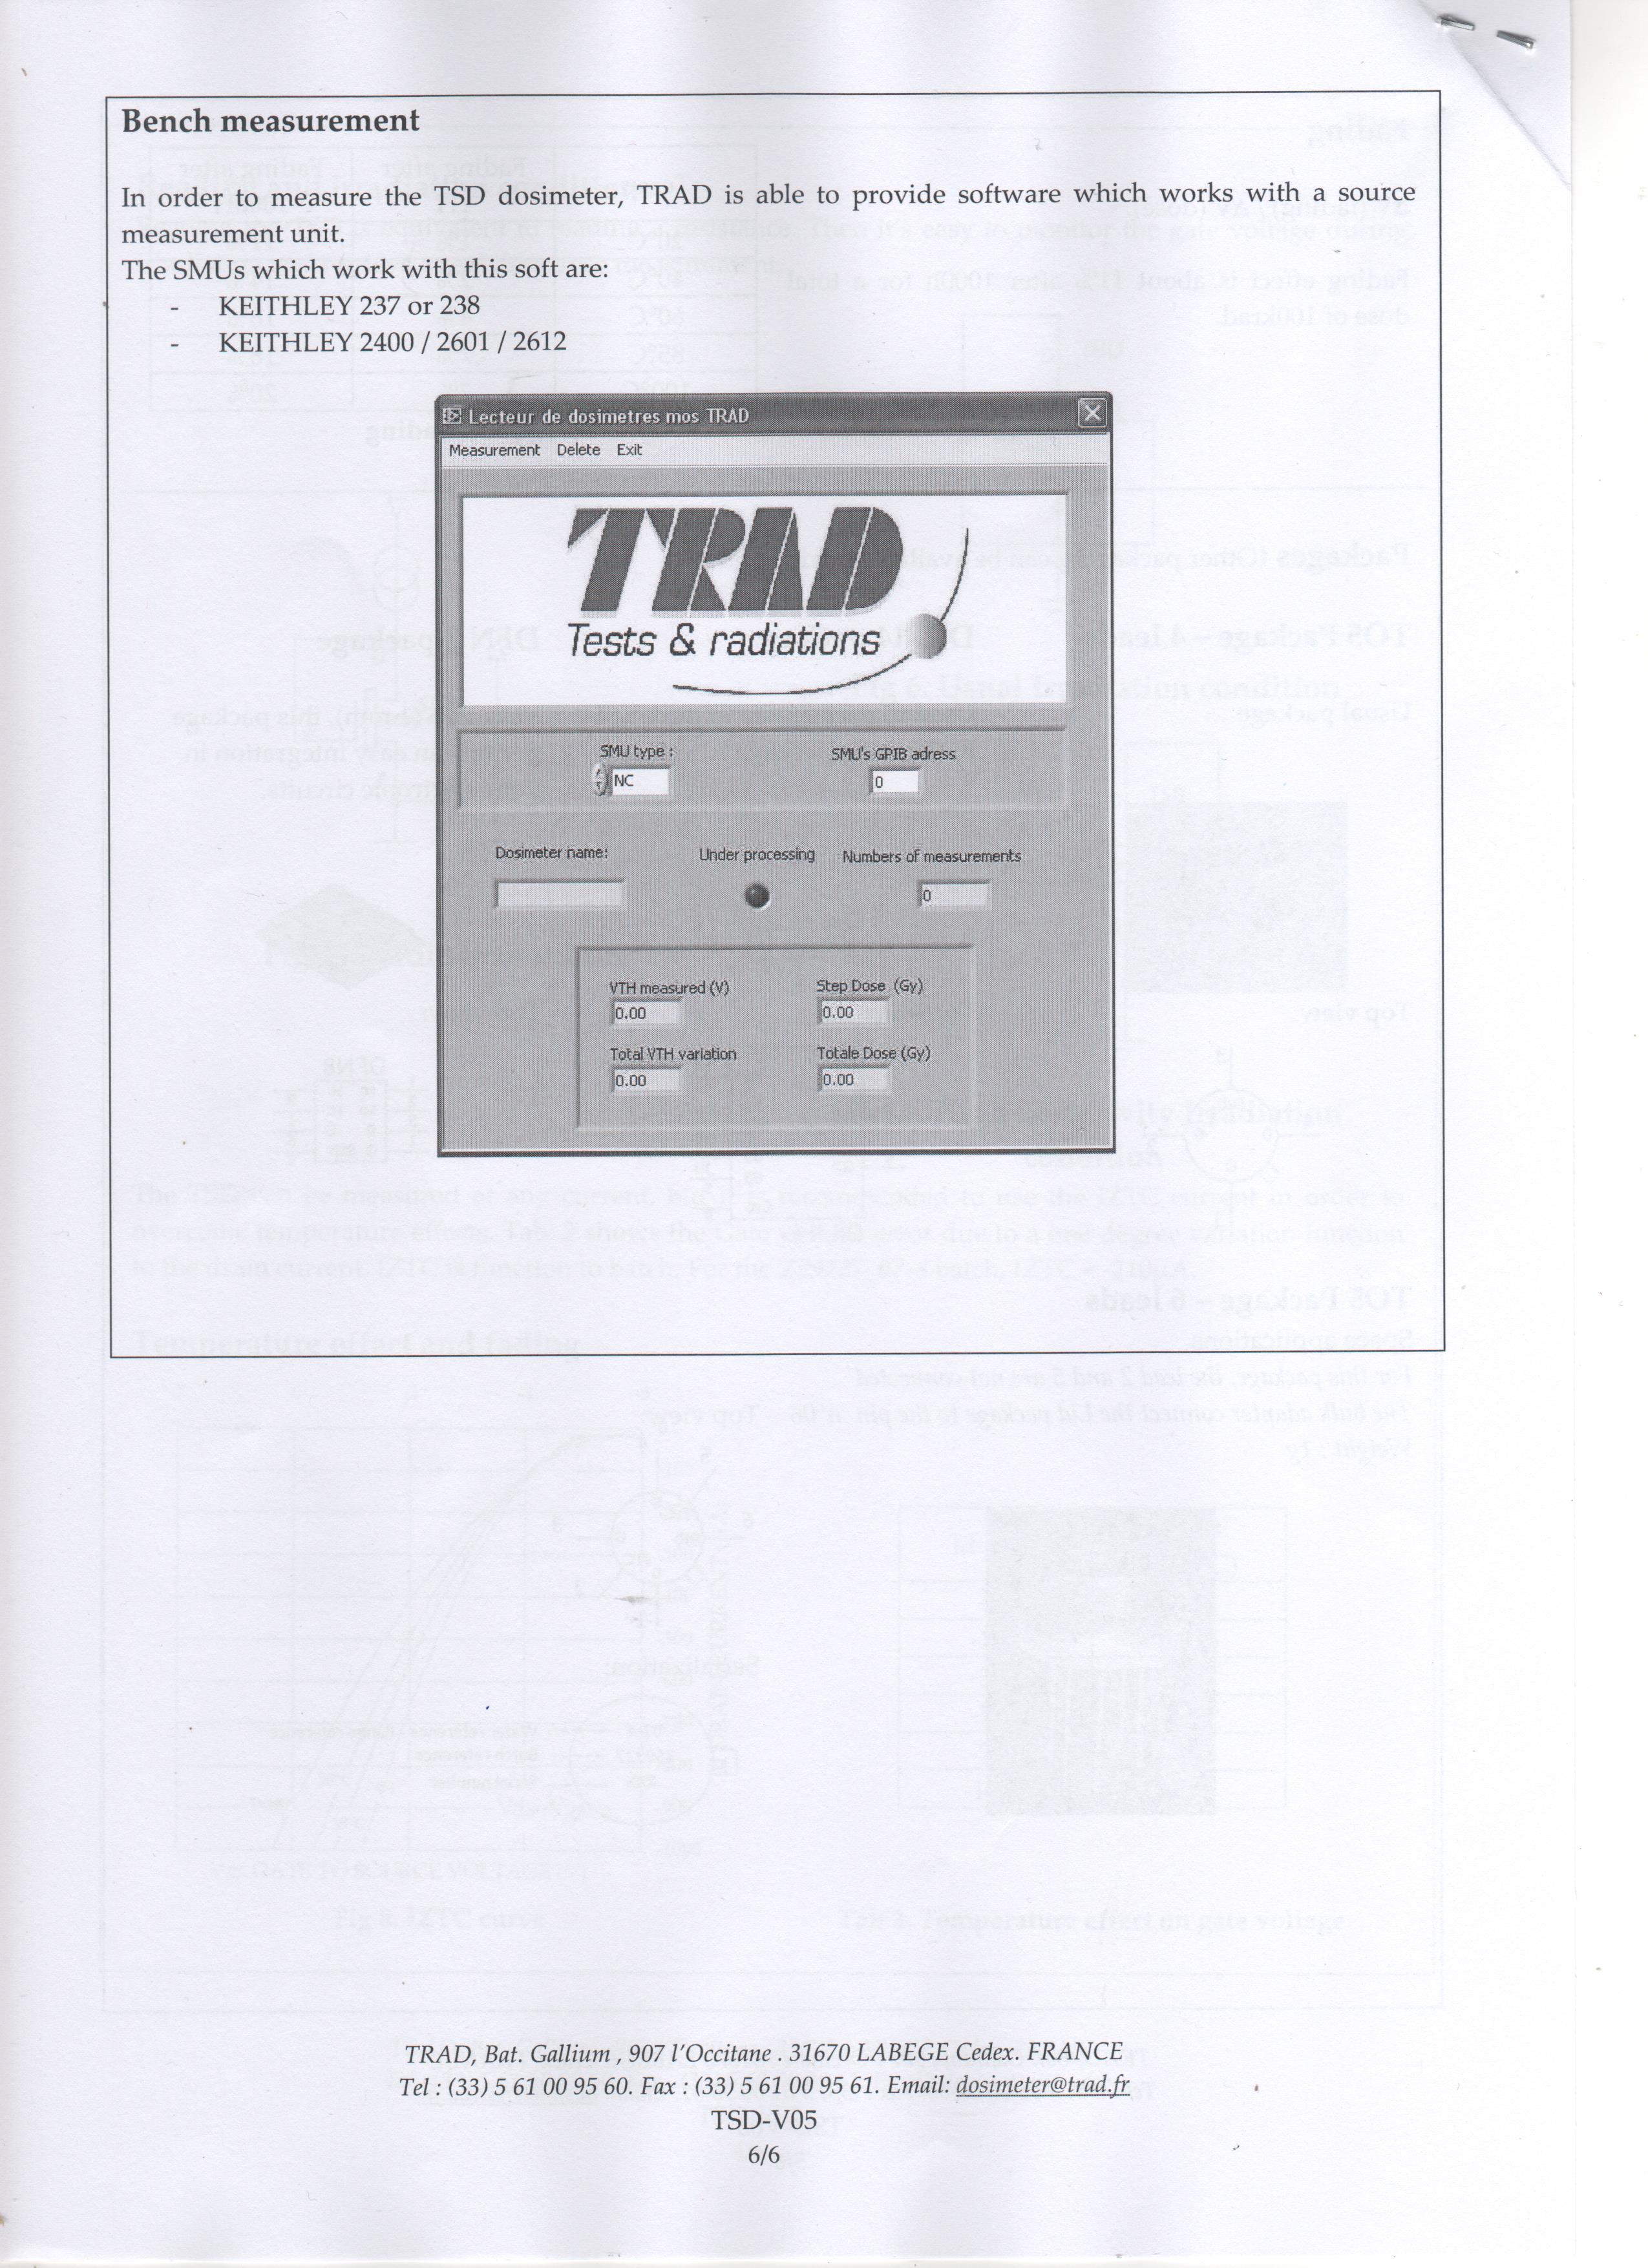 Bench measurement
In order to measure the TSD dosimeter, TRAD is able to provide software which works with a source
measurement unit.
The SMUs which work with this soft are:
- KEITHLEY 237 or 238
- KEITHLEY 2400 / 2601 / 2612
Lecteur de dosimetres mos TRAD
Measurement Delete Exit
TRAD
Tests & radiations
SMU type : SMU's GPIB adress
NC 0
Dosimeter name: Under processing Numbers of measurements
0
VTH measured (V) Step Dose (Gy)
0.00 0.00
Total VTH variation Totale Dose (Gy)
0.00 0.00
TRAD, Bat. Gallium , 907 l'Occitane . 31670 LABEGE Cedex. FRANCE
Tel : (33) 5 61 00 95 60. Fax : (33) 5 61 00 95 61. Email: dosimeter@trad.fr
TSD-V05
6/6